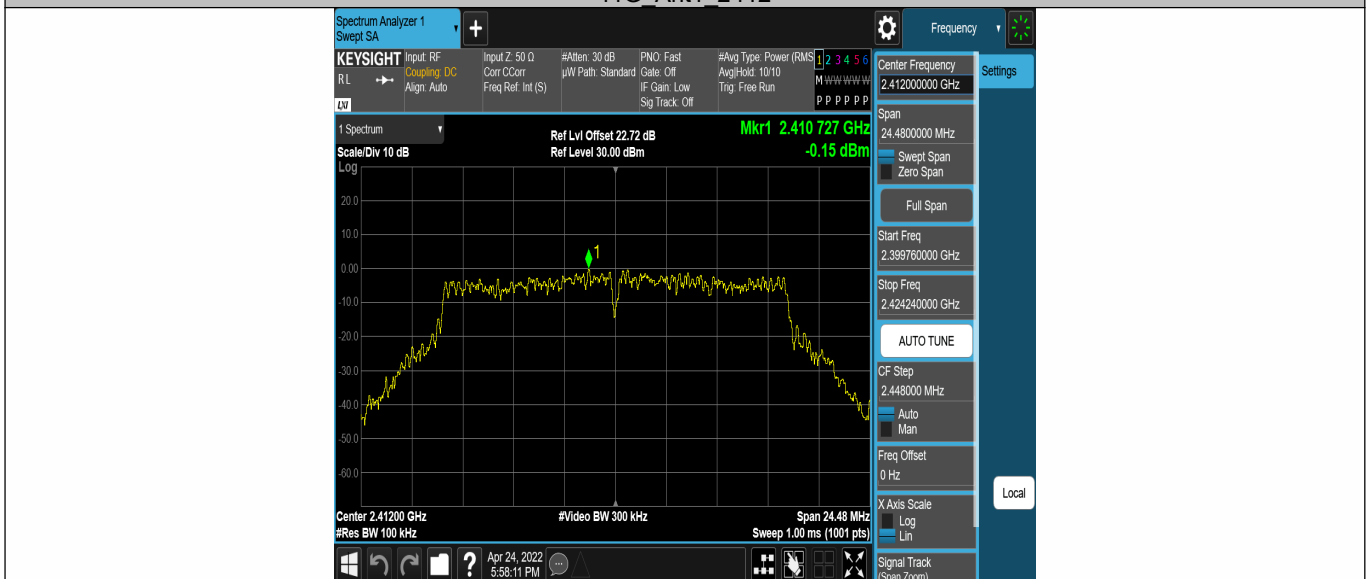 Spectrum Analyzer 1
Swept SA
+
Frequency
KEYSIGHT
R L
LXI
Input: RF
Coupling: DC
Align: Auto
Input Z: 50 Ω
Corr CCorr
Freq Ref: Int (S)
#Atten: 30 dB
µW Path: Standard
PNO: Fast
Gate: Off
IF Gain: Low
Sig Track: Off
#Avg Type: Power (RMS
Avg|Hold: 10/10
Trig: Free Run
1 2 3 4 5 6
M W W W W W
P P P P P P
Center Frequency
2.412000000 GHz
Settings
Span
24.4800000 MHz
Swept Span
Zero Span
Full Span
Start Freq
2.399760000 GHz
Stop Freq
2.424240000 GHz
AUTO TUNE
CF Step
2.448000 MHz
Auto
Man
Freq Offset
0 Hz
X Axis Scale
Log
Lin
Signal Track
(Span Zoom)
Local
1 Spectrum
Scale/Div 10 dB
Log
Ref Lvl Offset 22.72 dB
Ref Level 30.00 dBm
Mkr1 2.410 727 GHz
-0.15 dBm
20.0
10.0
0.00
-10.0
-20.0
-30.0
-40.0
-50.0
-60.0
1
Center 2.41200 GHz
#Video BW 300 kHz
Span 24.48 MHz
#Res BW 100 kHz
Sweep 1.00 ms (1001 pts)
?
Apr 24, 2022
5:58:11 PM